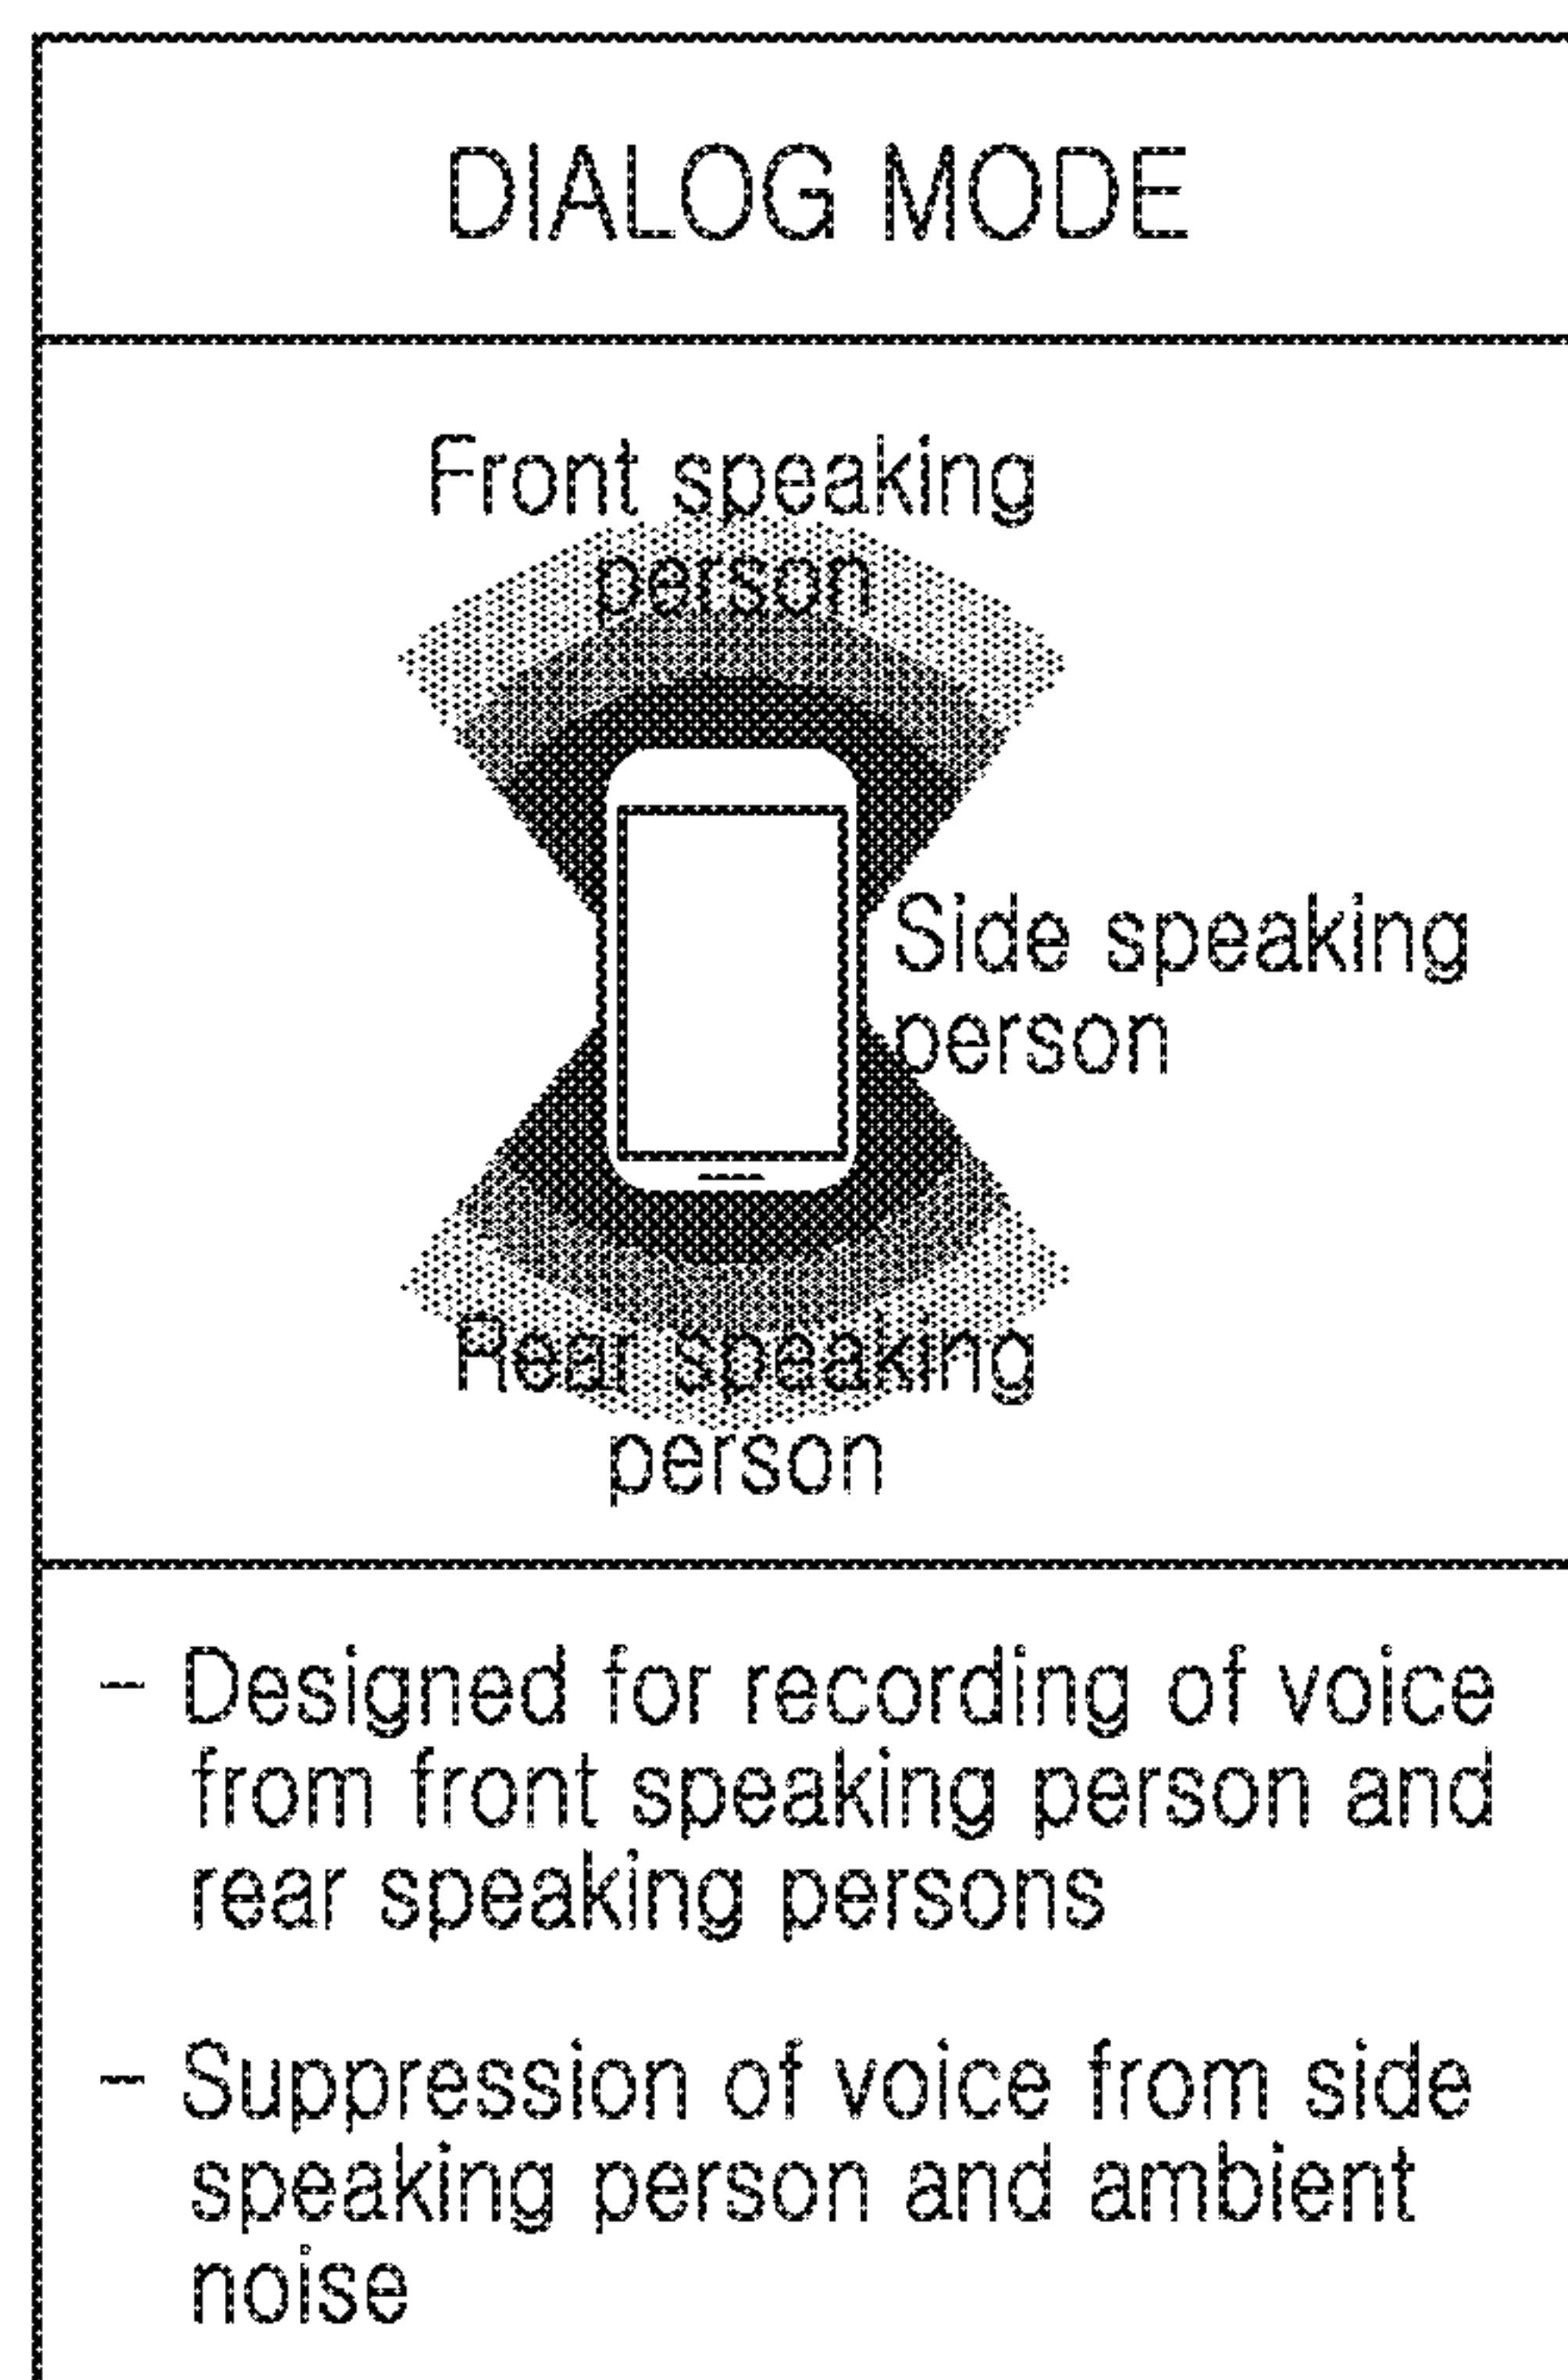 DIALOG MODE
Front speaking
person
Side speaking
person
Rear speaking
person
- Designed for recording of voice
from front speaking person and
rear speaking persons
- Suppression of voice from side
speaking person and ambient
noise